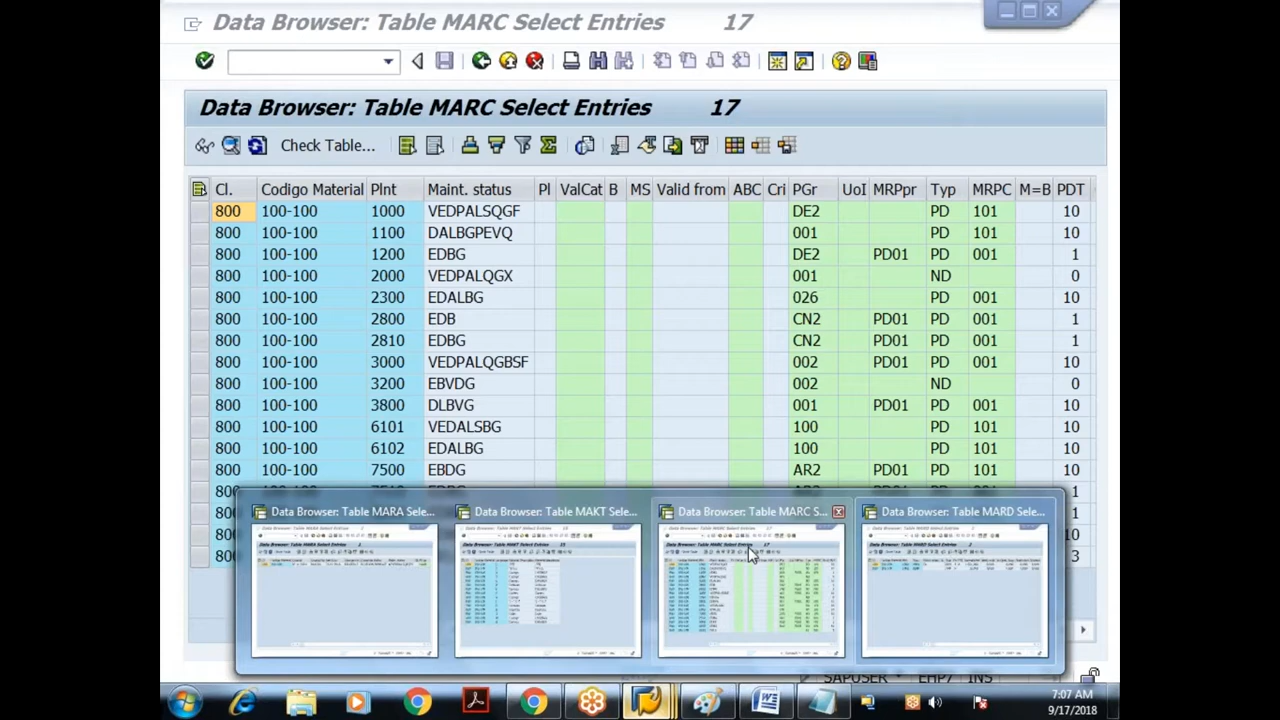 Data Browser: Table MARC Select Entries 17
Data Browser: Table MARC Select Entries 17
Check Table...
Cl. Codigo Material Plnt Maint. status Pl ValCat B MS Valid from ABC Cri PGr UoI MRPpr Typ MRPC M=B PDT
800 100-100 1000 VEDPALSQGF DE2 PD 101 10
800 100-100 1100 DALBGPEVQ 001 PD 101 10
800 100-100 1200 EDBG DE2 PD01 PD 001 1
800 100-100 2000 VEDPALQGX 001 ND 0
800 100-100 2300 EDALBG 026 PD 001 10
800 100-100 2800 EDB CN2 PD01 PD 001 1
800 100-100 2810 EDBG CN2 PD01 PD 001 1
800 100-100 3000 VEDPALQGBSF 002 PD01 PD 001 10
800 100-100 3200 EBVDG 002 ND 0
800 100-100 3800 DLBVG 001 PD01 PD 001 10
800 100-100 6101 VEDALSBG 100 PD 101 10
800 100-100 6102 EDALBG 100 PD 101 10
800 100-100 7500 EBDG AR2 PD01 PD 101 10
1
1
10
3
Data Browser: Table MARA Sele... Data Browser: Table MAKT Sele... Data Browser: Table MARC S... Data Browser: Table MARD Sele...
SAPUSER EHP7 INS
7:07 AM
9/17/2018